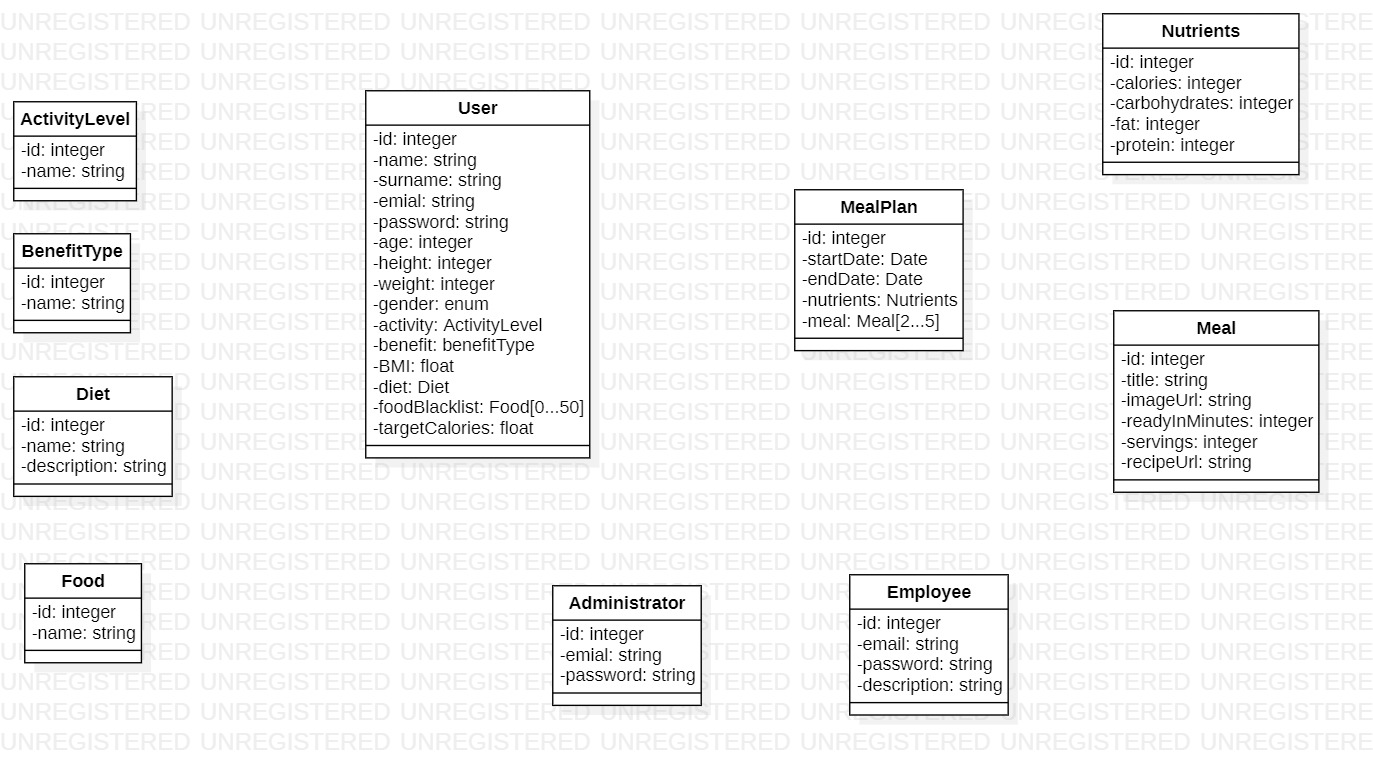 ActivityLevel
-id: integer
-name: string
BenefitType
-id: integer
-name: string
Diet
-id: integer
-name: string
-description: string
Food
-id: integer
-name: string
User
-id: integer
-name: string
-surname: string
-emial: string
-password: string
-age: integer
-height: integer
-weight: integer
-gender: enum
-activity: ActivityLevel
-benefit: benefitType
-BMI: float
-diet: Diet
-foodBlacklist: Food[0...50]
-targetCalories: float
Administrator
-id: integer
-emial: string
-password: string
MealPlan
-id: integer
-startDate: Date
-endDate: Date
-nutrients: Nutrients
-meal: Meal[2...5]
Employee
-id: integer
-email: string
-password: string
-description: string
Nutrients
-id: integer
-calories: integer
-carbohydrates: integer
-fat: integer
-protein: integer
Meal
-id: integer
-title: string
-imageUrl: string
-readyInMinutes: integer
-servings: integer
-recipeUrl: string
UNREGISTERED UNREGISTERED UNREGISTERED UNREGISTERED UNREGISTERED UNREGISTERED UNREGISTERE